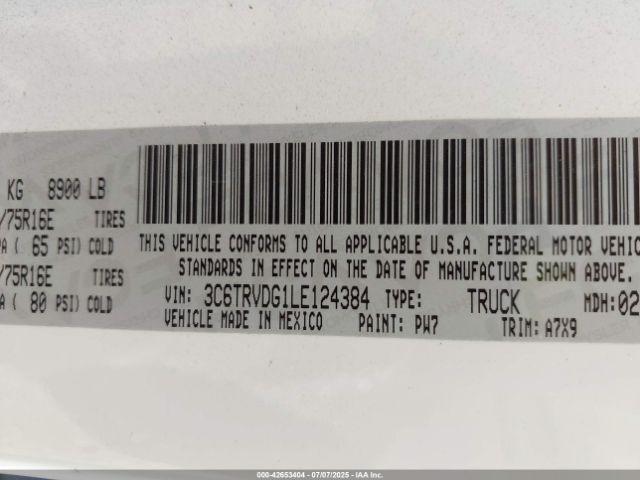 KG 8900 LB
/75R16E TIRES
PA ( 65 PSI) COLD
/75R16E TIRES
A ( 80 PSI) COLD
THIS VEHICLE CONFORMS TO ALL APPLICABLE U.S.A. FEDERAL MOTOR VEHIC
STANDARDS IN EFFECT ON THE DATE OF MANUFACTURE SHOWN ABOVE.
VIN: 3C6TRVDG1LE124384 TYPE: TRUCK MDH: 02
VEHICLE MADE IN MEXICO PAINT: PW7 TRIM: A7X9
000-42653404 | 07/07/2025 - IAA Inc.